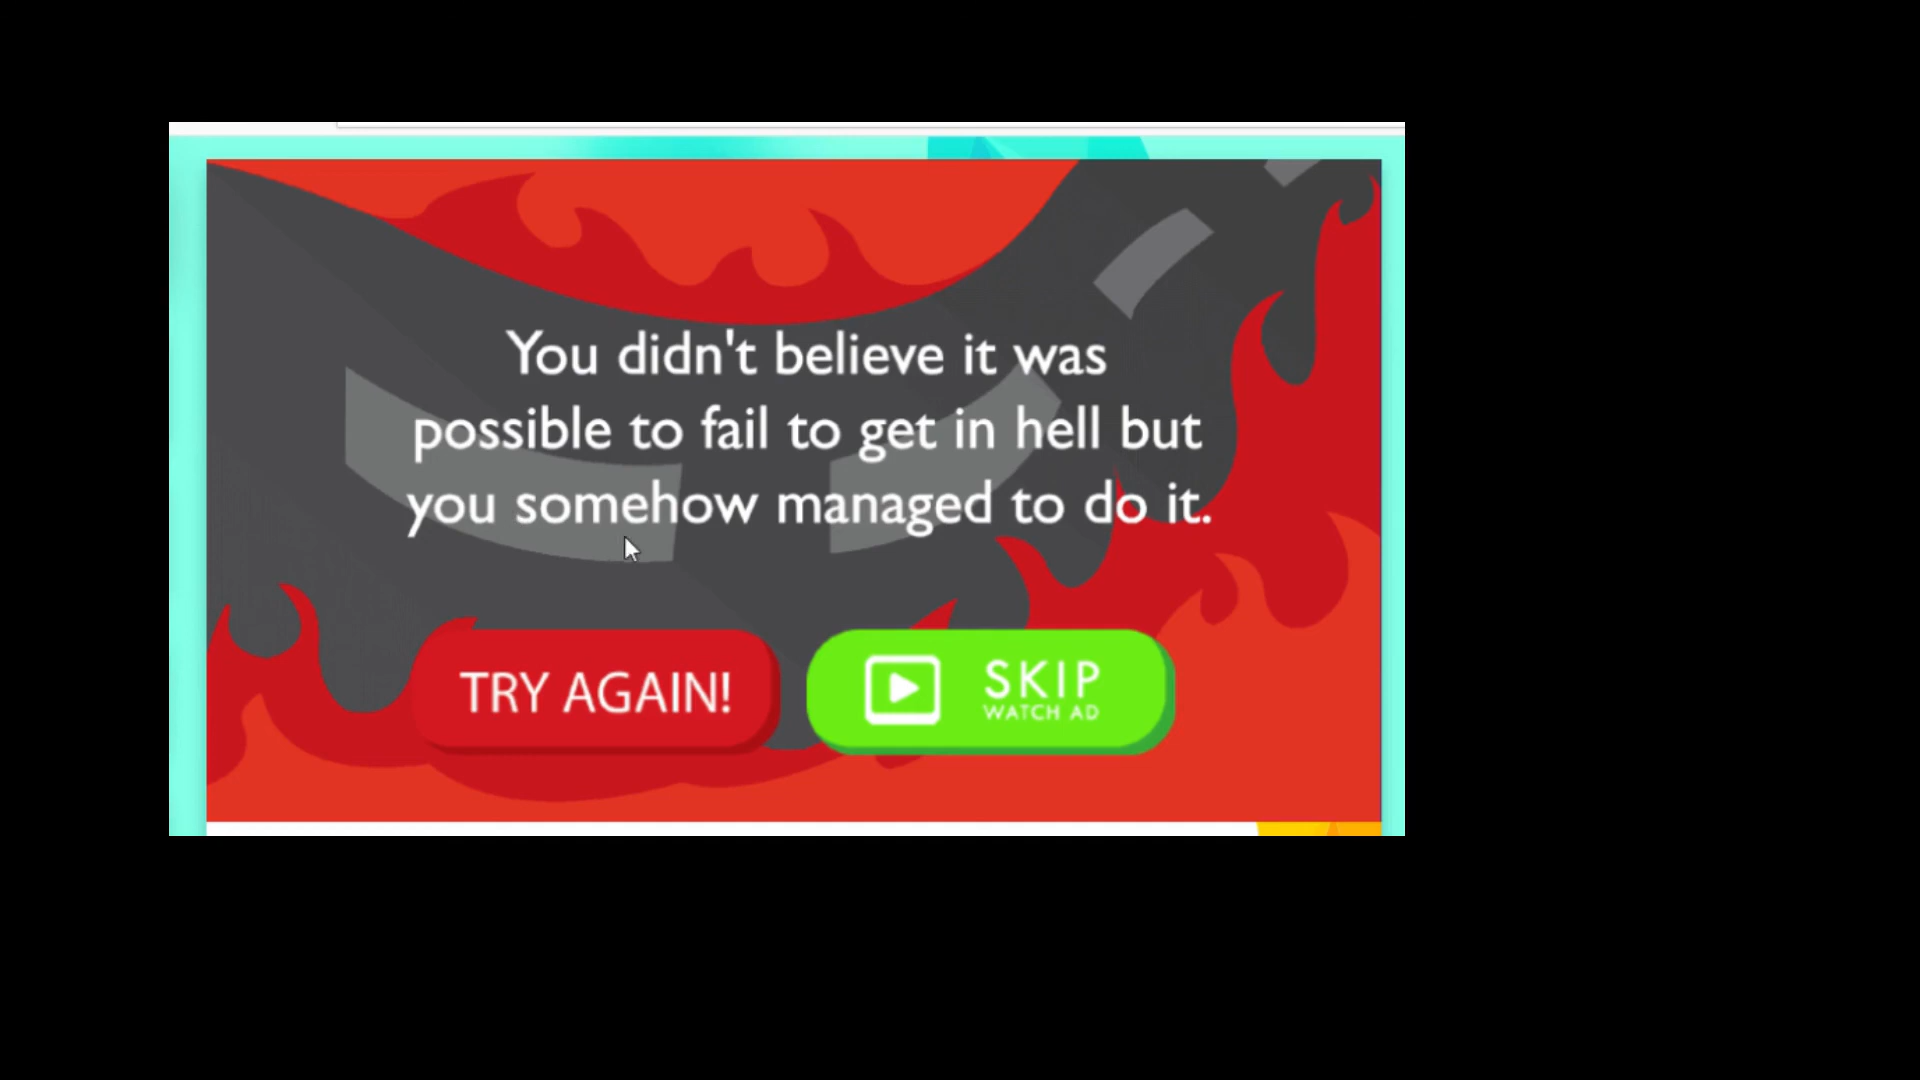 You didn't believe it was
possible to fail to get in hell but
you somehow managed to do it.
TRY AGAIN!
SKIP
WATCH AD